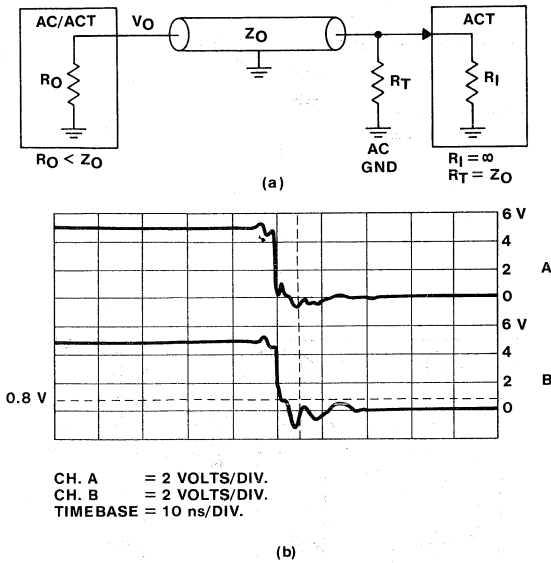 AC/ACT
VO
ZO
ACT
RO
RT
RI
AC
GND
RO < ZO
RI = ∞
RT = ZO
(a)
6 V
4
2
A
0
6 V
4
B
2
0.8 V
0
CH. A = 2 VOLTS/DIV.
CH. B = 2 VOLTS/DIV.
TIMEBASE = 10 ns/DIV.
(b)